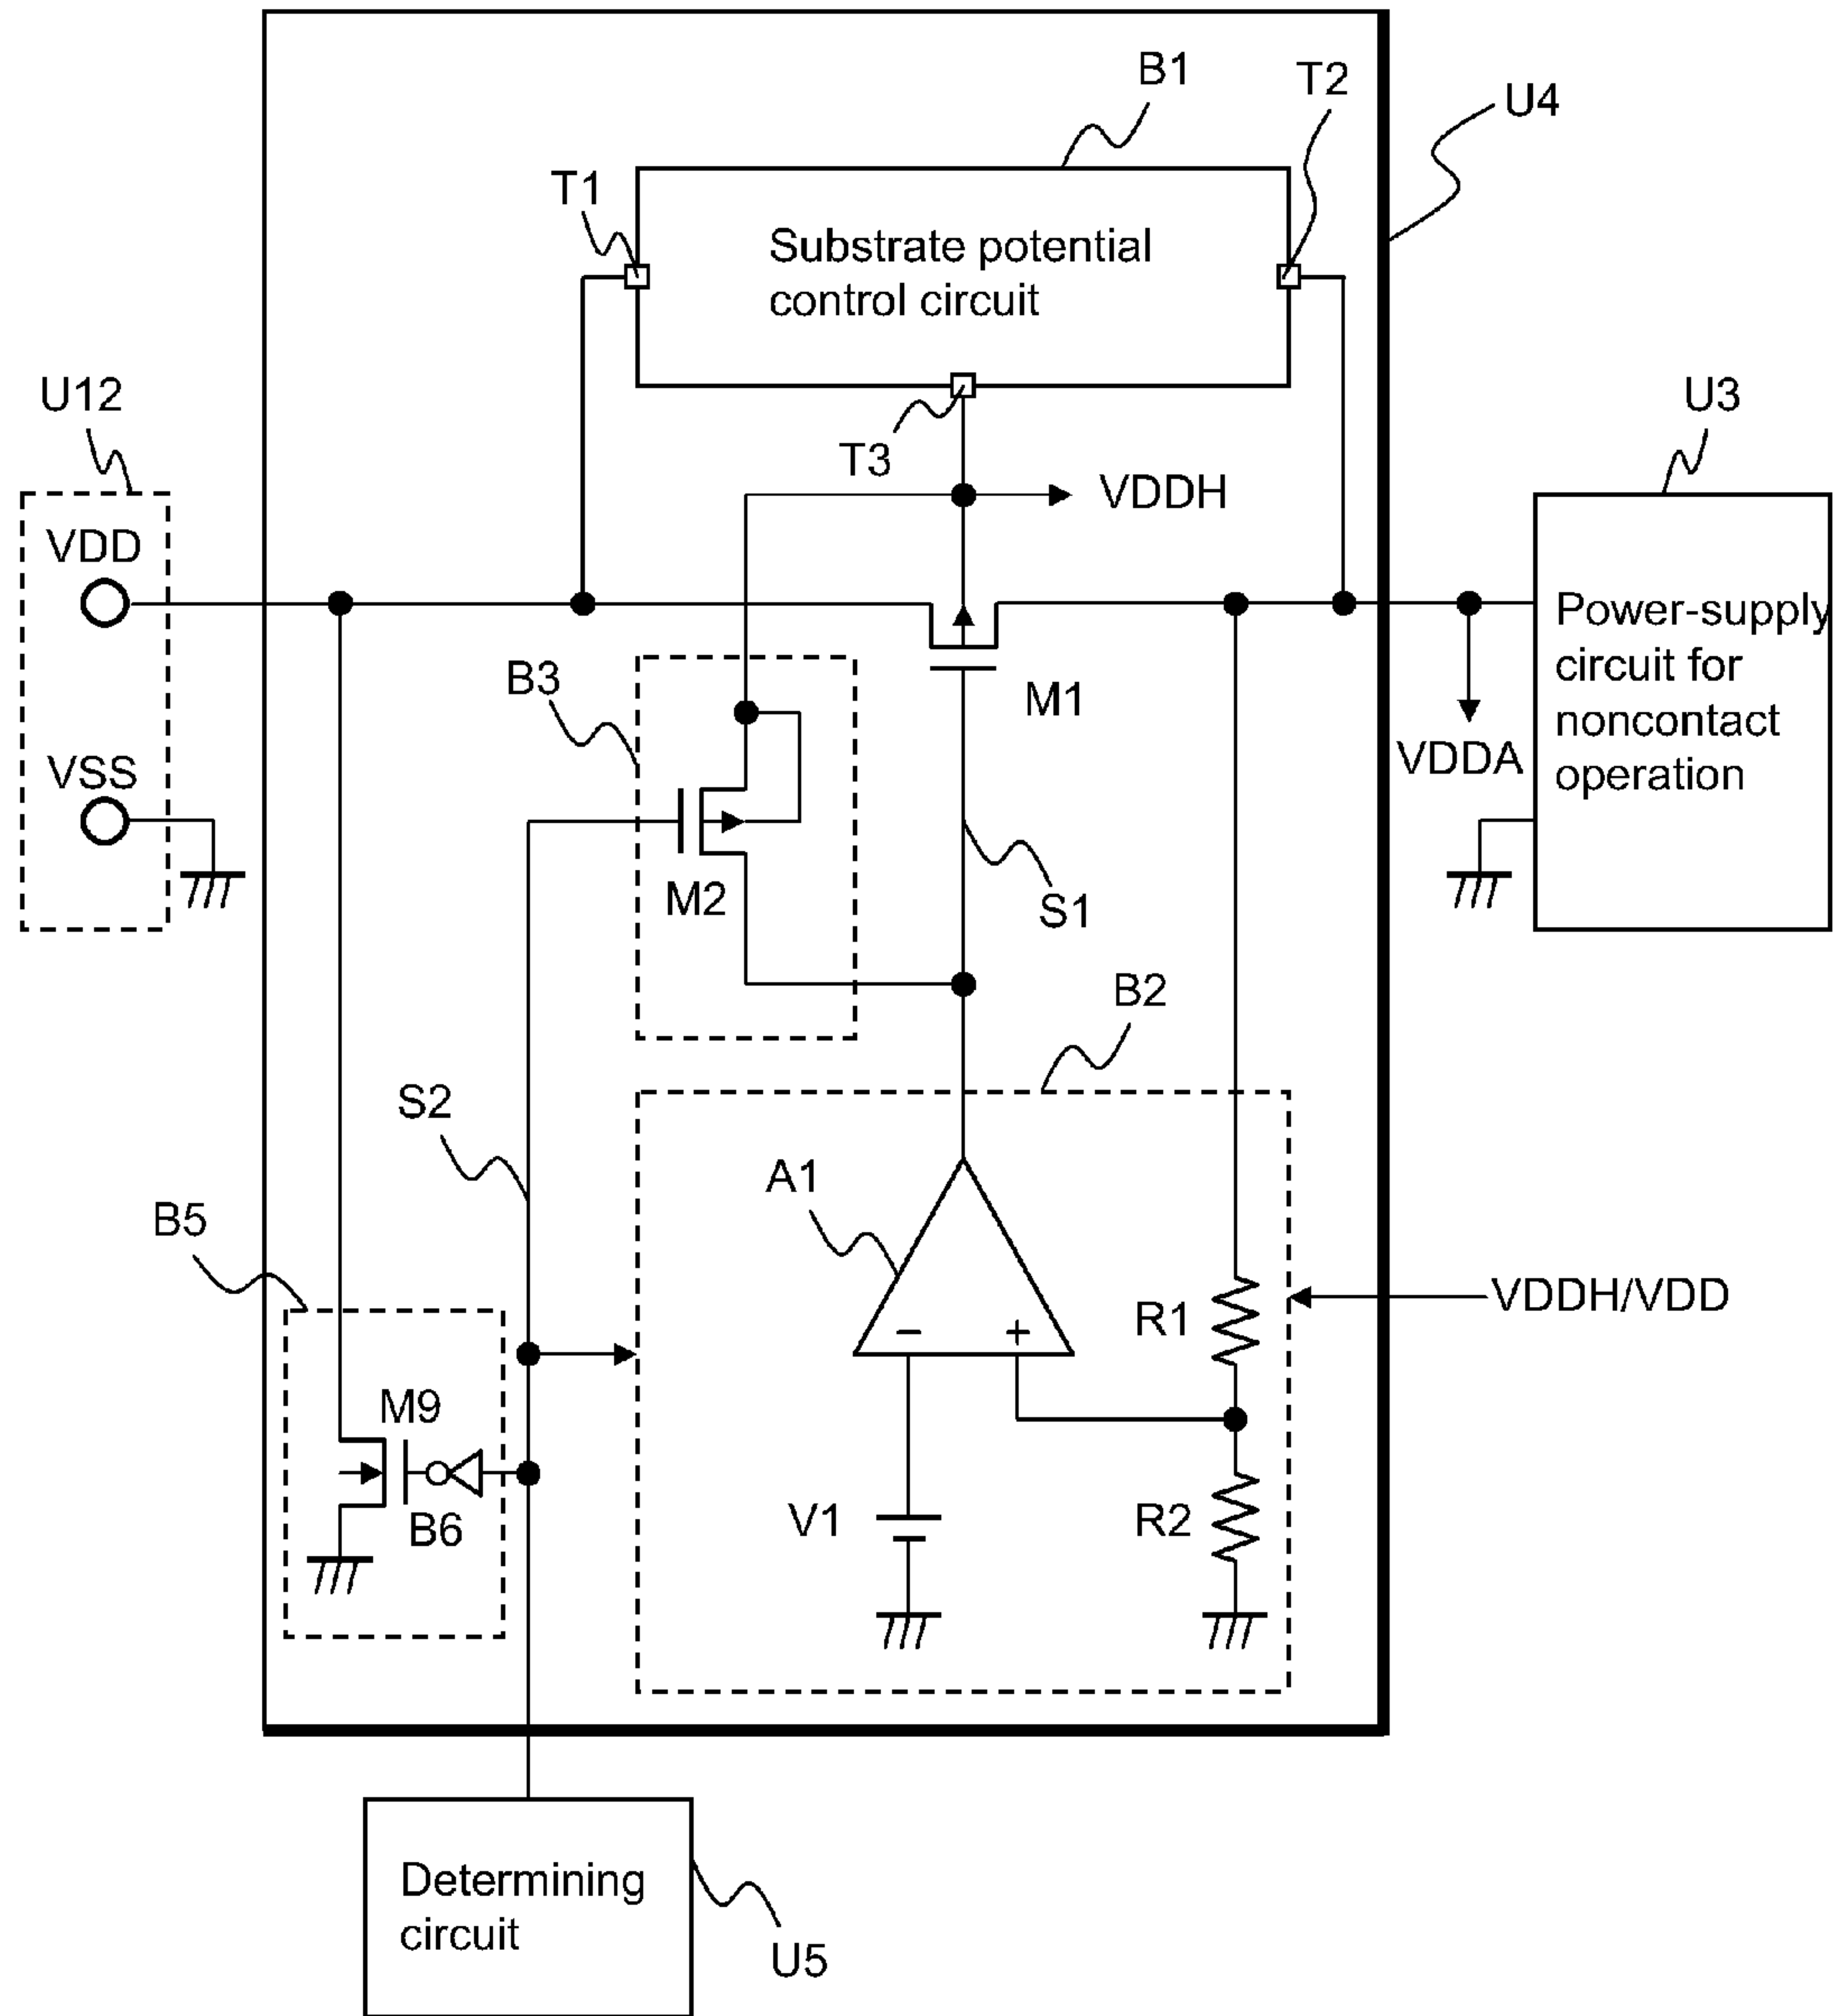 B1
T2
U4
T1
Substrate potential
control circuit
U12
U3
T3
VDDH
VDD
Power-supply
circuit for
noncontact
operation
B3
M1
VDDA
VSS
M2
S1
B2
S2
A1
B5
−
+
R1
VDDH/VDD
M9
B6
V1
R2
Determining
circuit
U5